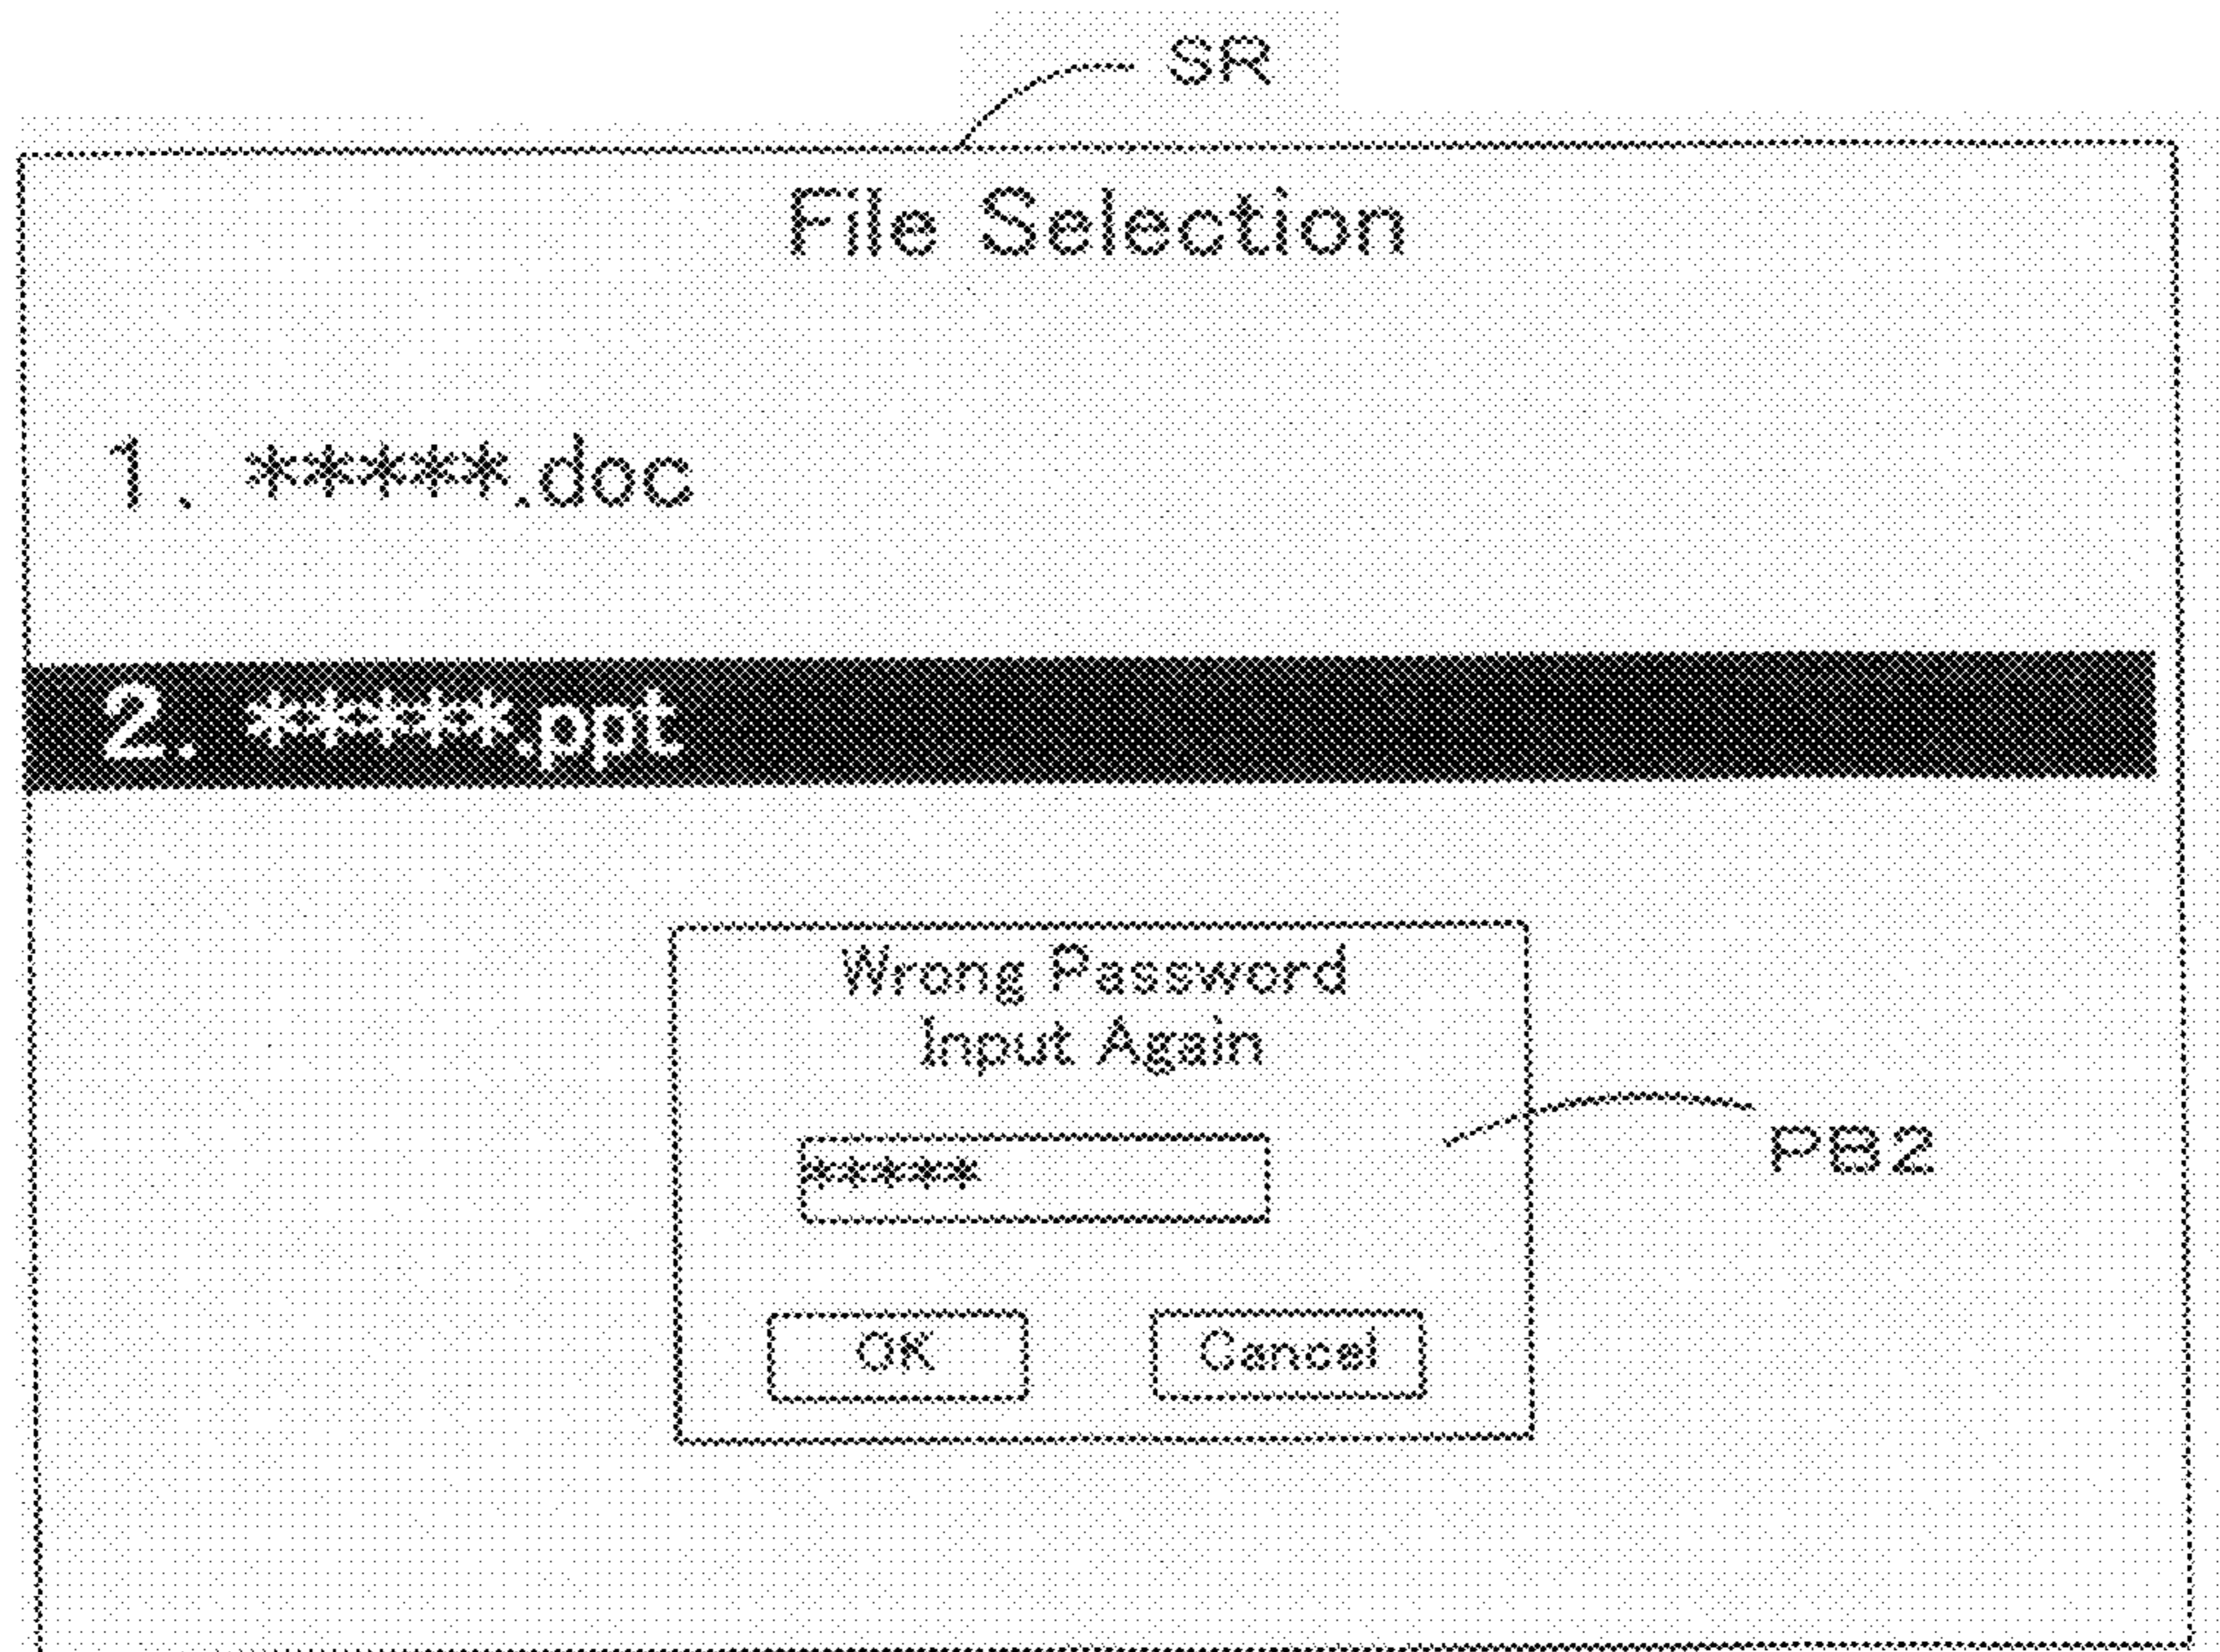 SR
File Selection
1. *****.doc
2. *****.ppt
Wrong Password
Input Again
*****
PB2
OK Cancel